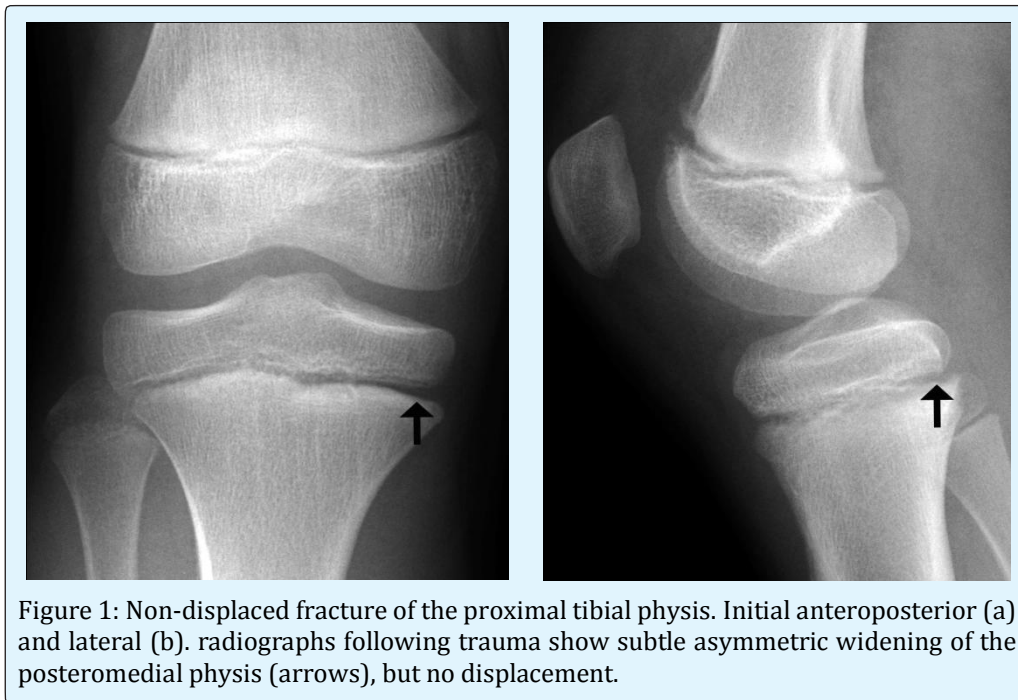 Figure 1: Non-displaced fracture of the proximal tibial physis. Initial anteroposterior (a)
and lateral (b). radiographs following trauma show subtle asymmetric widening of the
posteromedial physis (arrows), but no displacement.